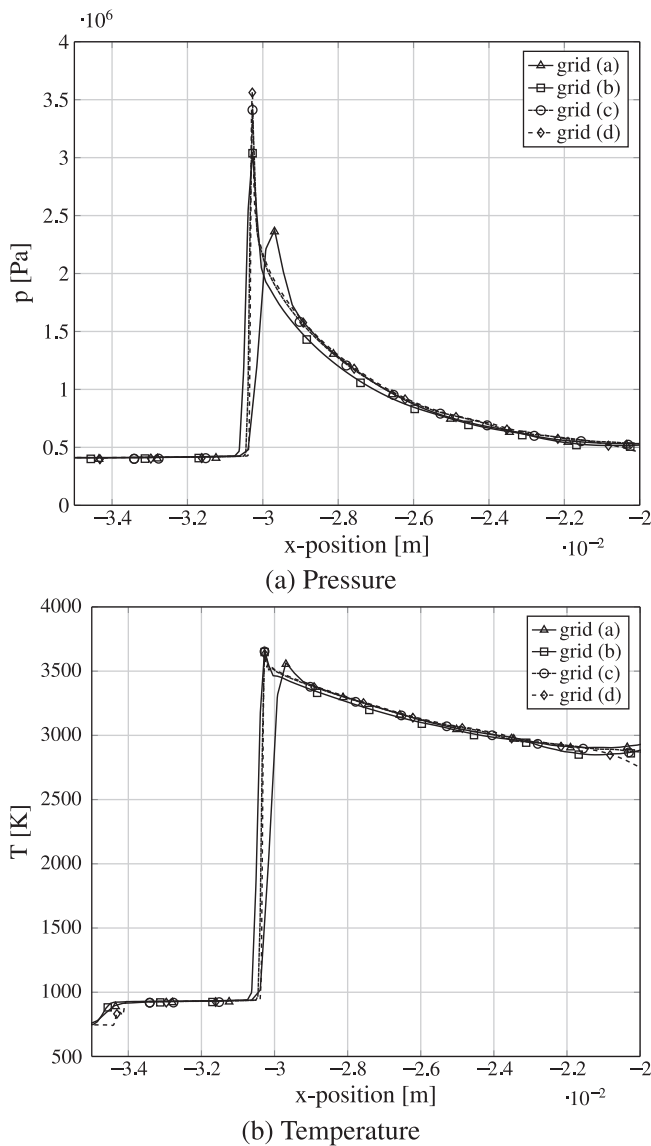 ·10⁶
4
3.5
3
2.5
2
1.5
1
0.5
0
p [Pa]
grid (a)
grid (b)
grid (c)
grid (d)
−3.4 −3.2 −3 −2.8 −2.6 −2.4 −2.2 −2
x-position [m] ·10⁻²
(a) Pressure
4000
3500
3000
2500
2000
1500
1000
500
T [K]
grid (a)
grid (b)
grid (c)
grid (d)
−3.4 −3.2 −3 −2.8 −2.6 −2.4 −2.2 −2
x-position [m] ·10⁻²
(b) Temperature